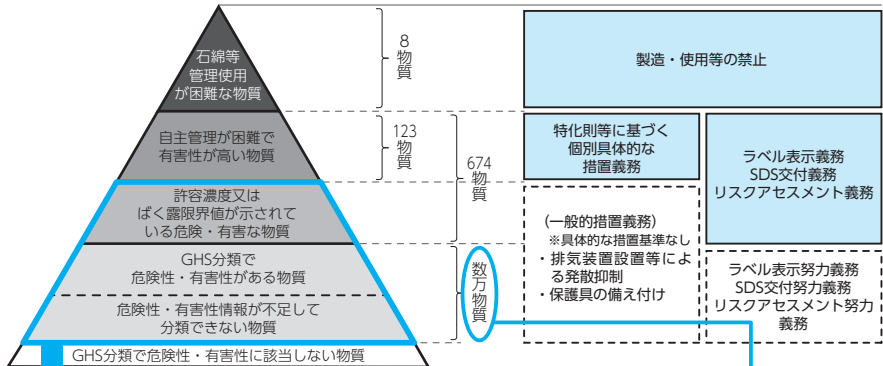 石綿等
管理使用
が困難な物質
8物質
製造・使用等の禁止
自主管理が困難で
有害性が高い物質
123物質
674物質
特化則等に基づく
個別具体的な
措置義務
ラベル表示義務
SDS交付義務
リスクアセスメント義務
許容濃度又は
ばく露限界値が示されて
いる危険・有害な物質
(一般的措置義務)
※具体的な措置基準なし
・排気装置設置等によ
る発散抑制
・保護具の備え付け
GHS分類で
危険性・有害性がある物質
数万物質
ラベル表示努力義務
SDS交付努力義務
リスクアセスメント努力
義務
危険性・有害性情報が不足して
分類できない物質
GHS分類で危険性・有害性に該当しない物質